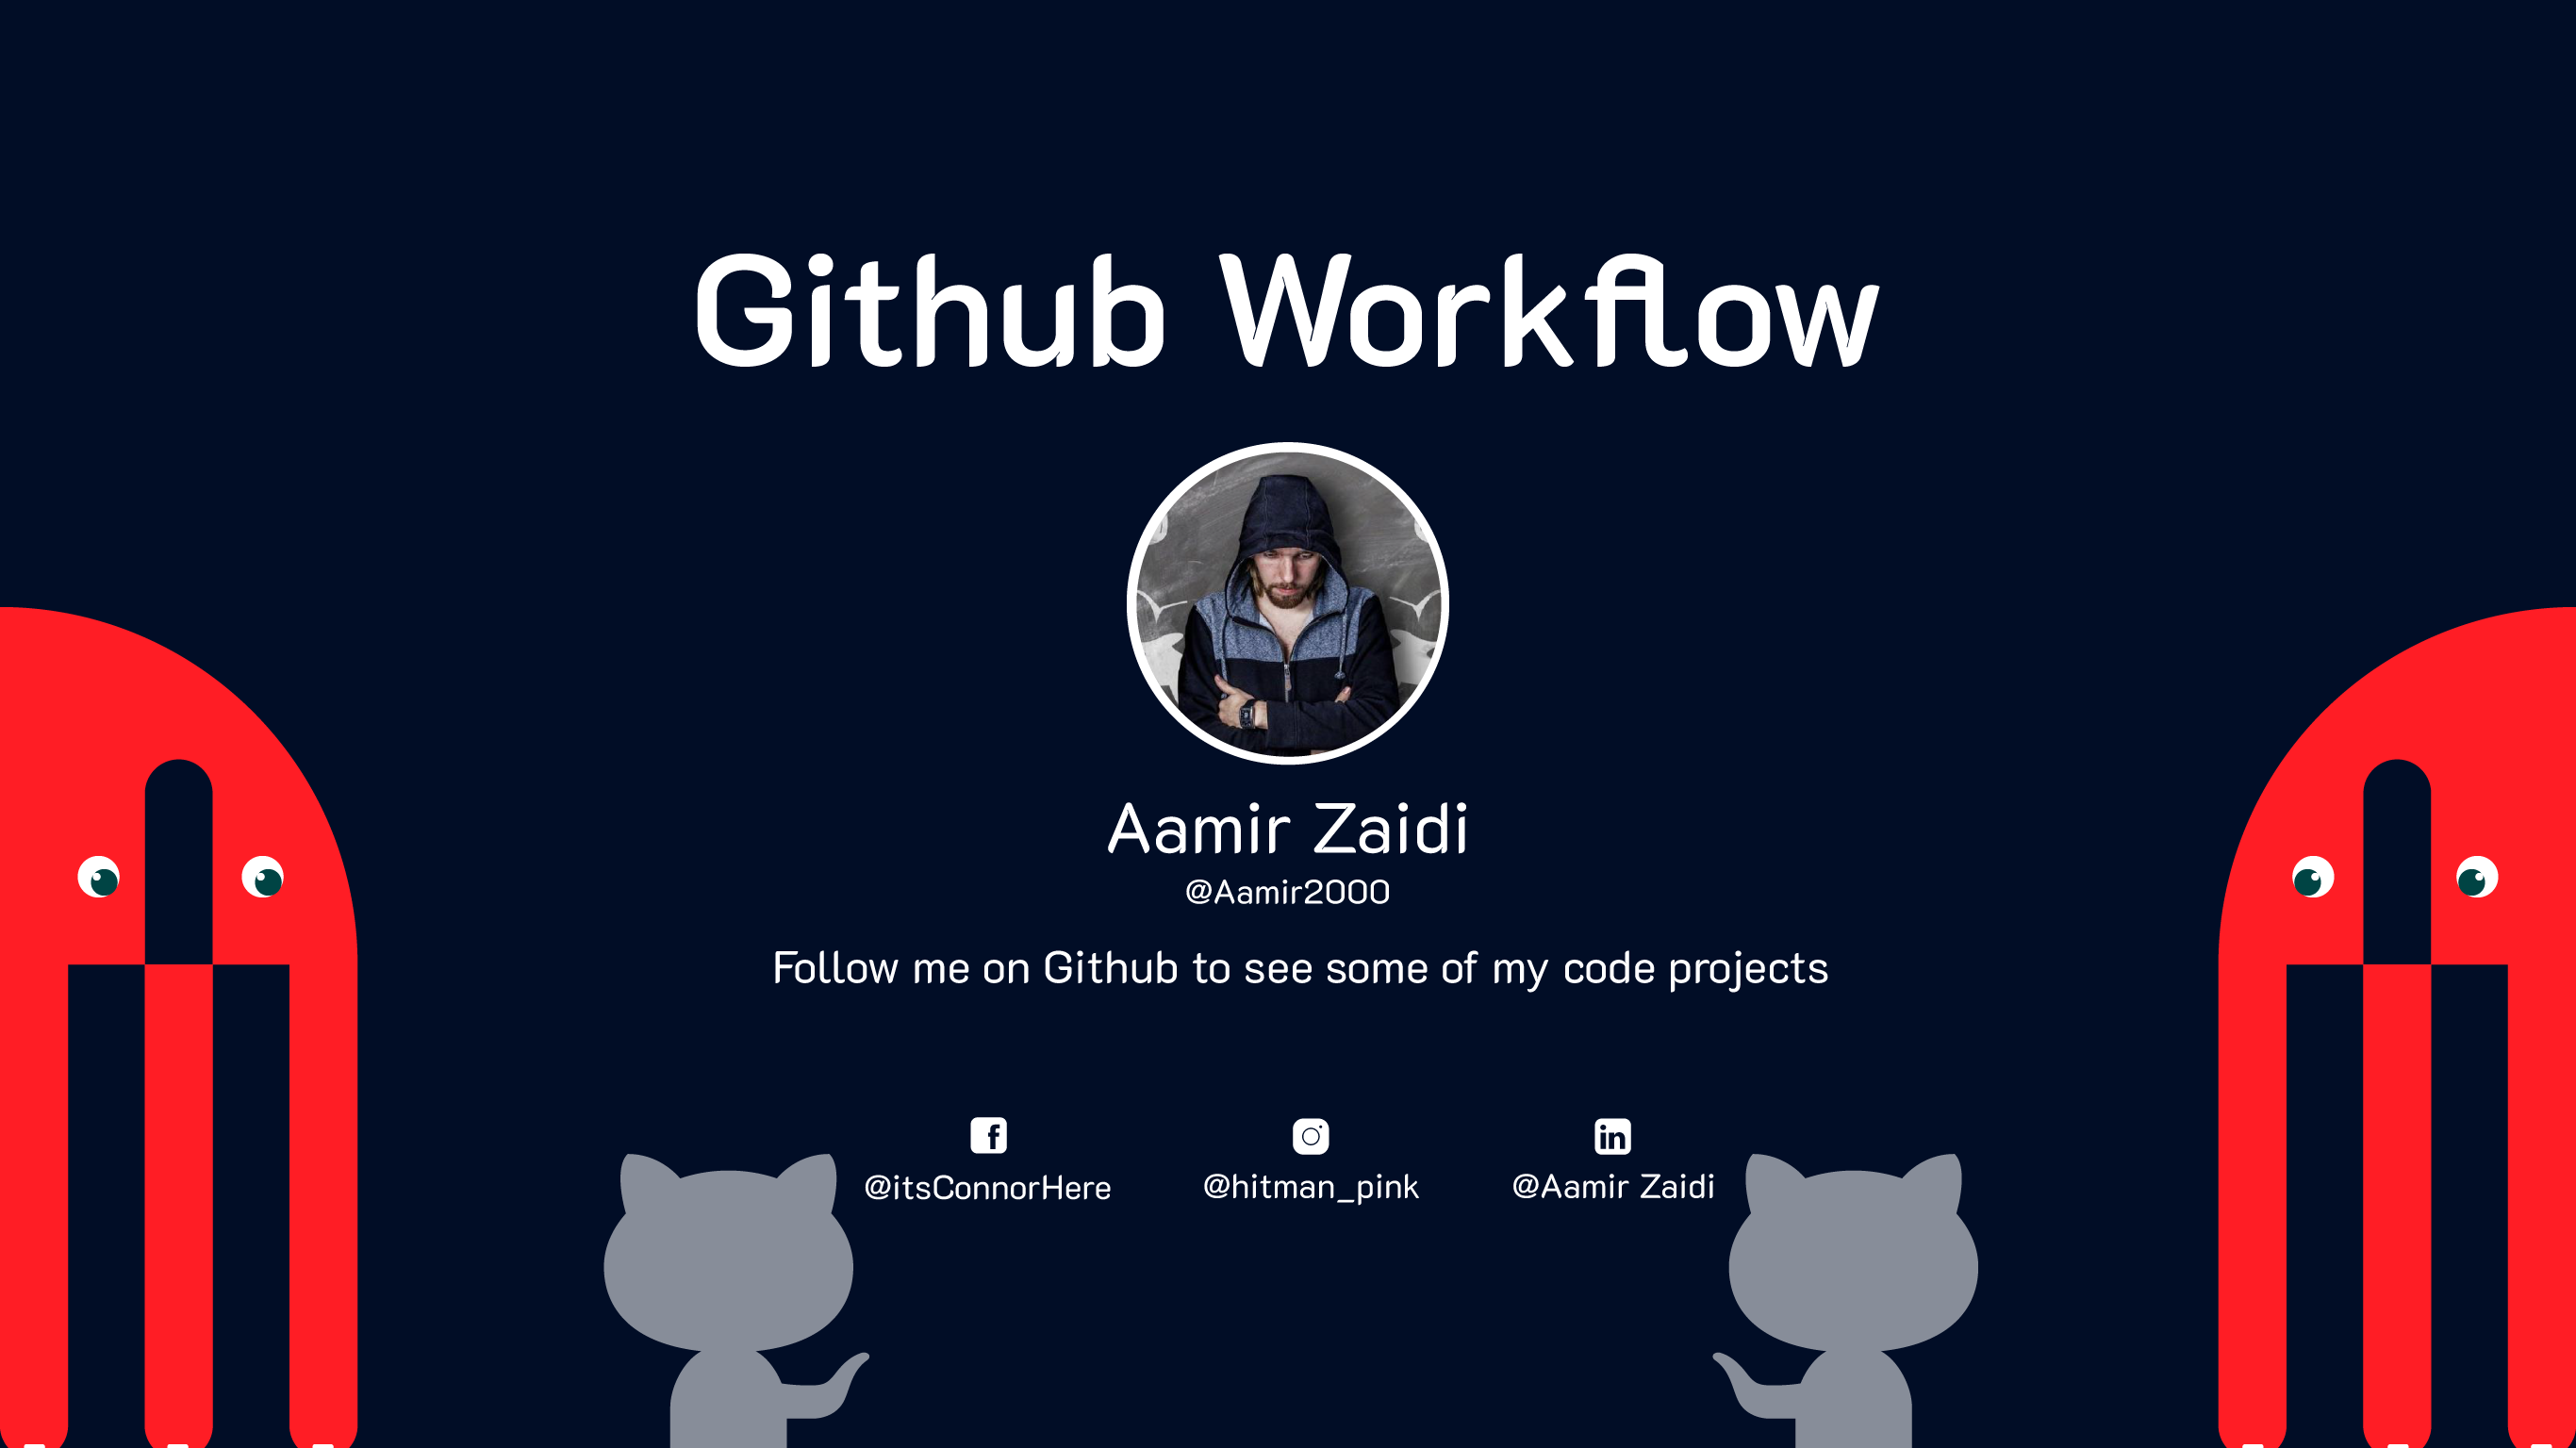 Github Workflow
Aamir Zaidi
@Aamir2000
Follow me on Github to see some of my code projects
@itsConnorHere
@hitman_pink
@Aamir Zaidi